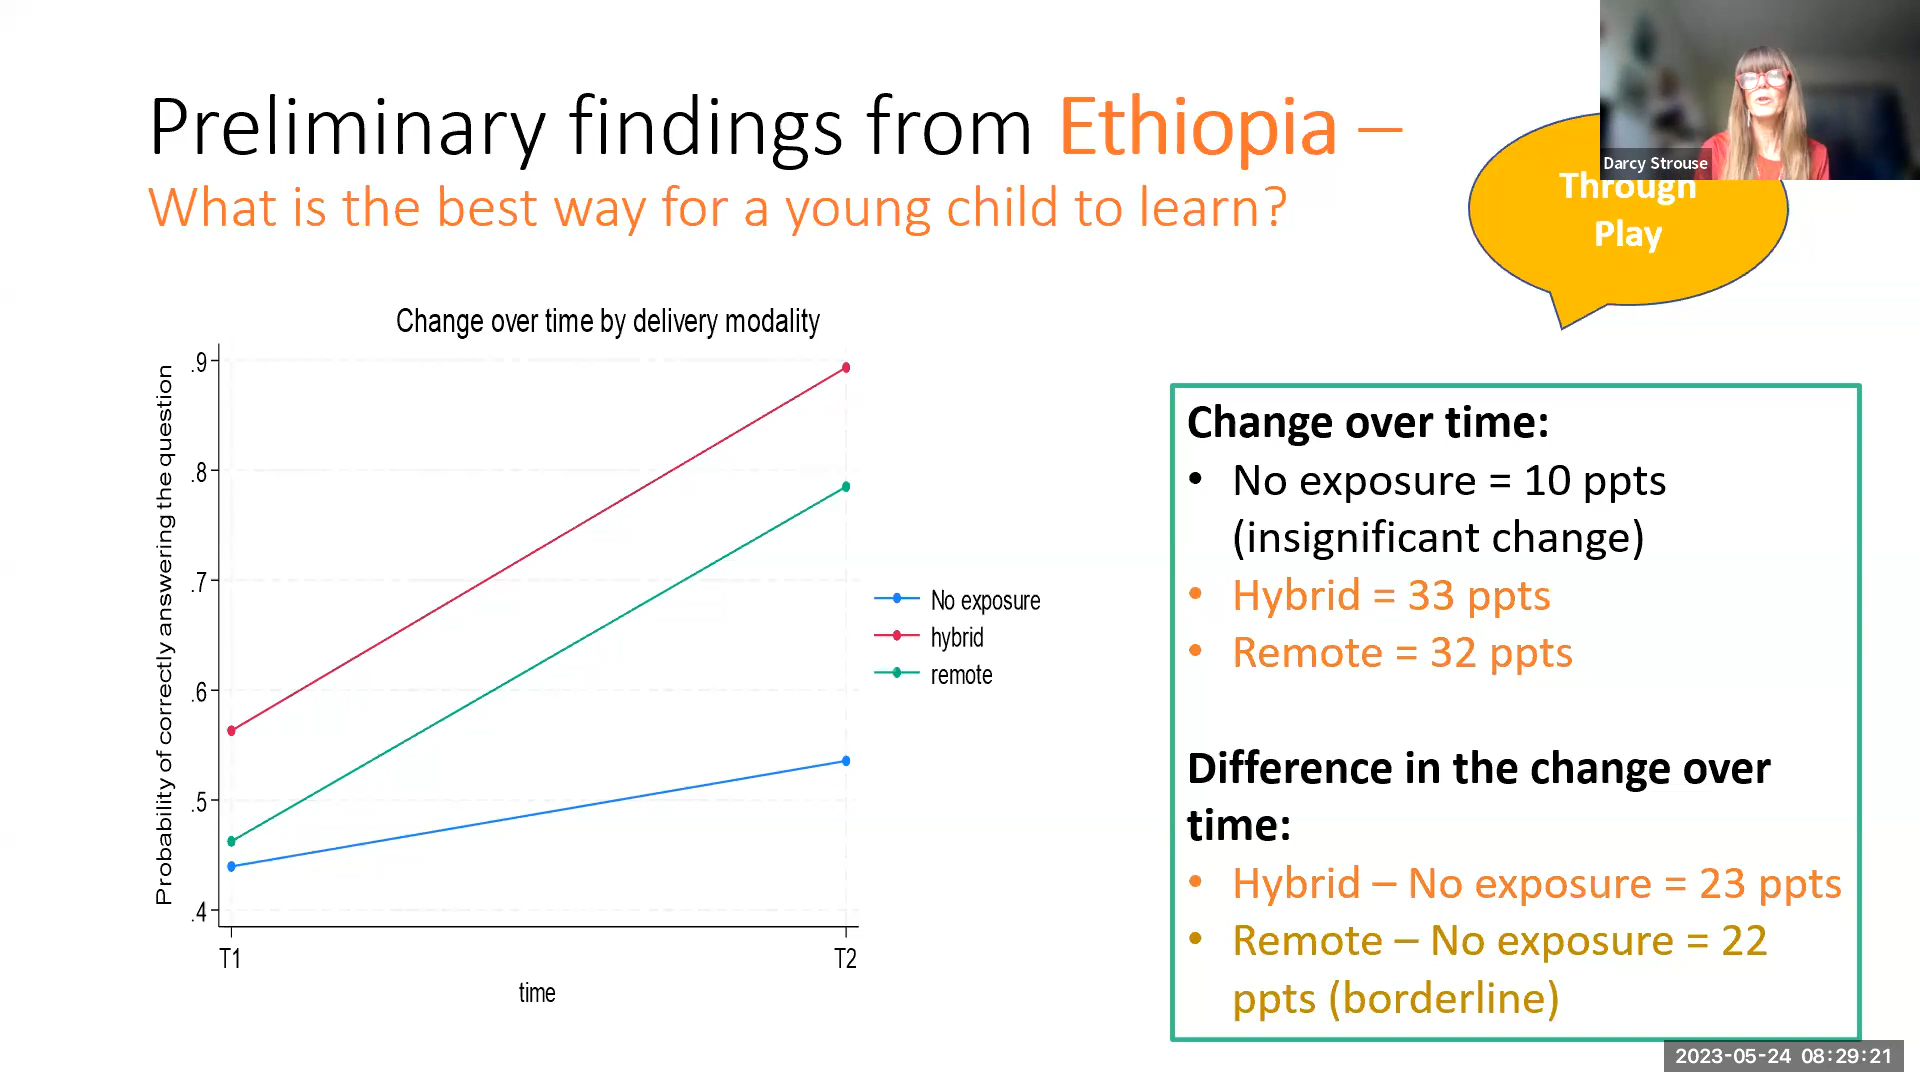 Preliminary findings from Ethiopia –
What is the best way for a young child to learn?
Darcy Strouse
Through
Play
Change over time by delivery modality
Probability of correctly answering the question
.9
.8
.7
.6
.5
.4
T1
T2
time
No exposure
hybrid
remote
Change over time:
• No exposure = 10 ppts
(insignificant change)
• Hybrid = 33 ppts
• Remote = 32 ppts
Difference in the change over
time:
• Hybrid – No exposure = 23 ppts
• Remote – No exposure = 22
ppts (borderline)
2023-05-24 08:29:21